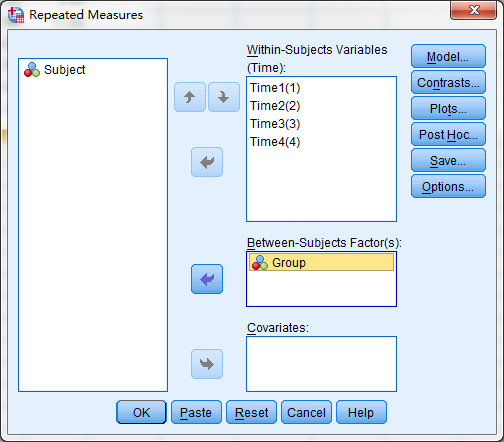 Repeated Measures
Subject
Within-Subjects Variables
(Time):
Time1(1)
Time2(2)
Time3(3)
Time4(4)
Between-Subjects Factor(s):
Group
Covariates:
Model...
Contrasts...
Plots...
Post Hoc...
Save...
Options...
OK
Paste
Reset
Cancel
Help